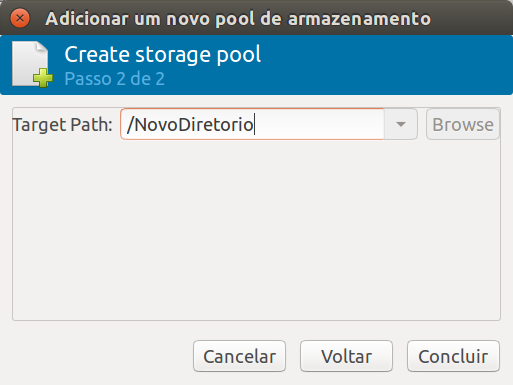 Adicionar um novo pool de armazenamento
Create storage pool
Passo 2 de 2
Target Path: /NovoDiretorio Browse
Cancelar Voltar Concluir